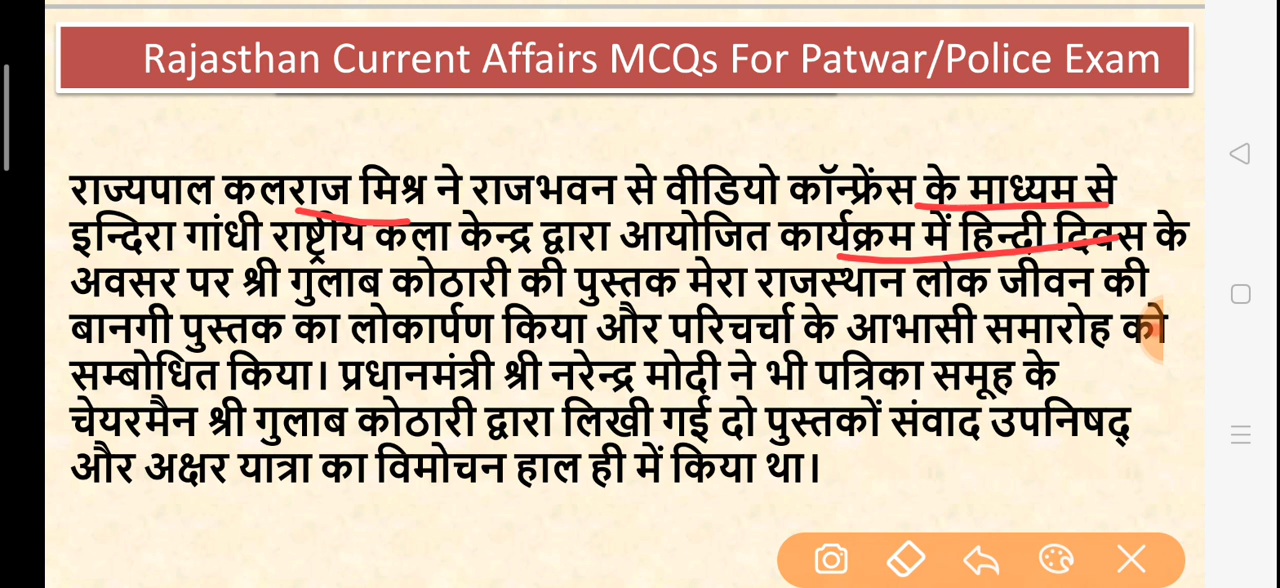 Rajasthan Current Affairs MCQs For Patwar/Police Exam
राज्यपाल कलराज मिश्र ने राजभवन से वीडियो कॉन्फ्रेंस के माध्यम से
इन्दिरा गांधी राष्ट्रीय कला केन्द्र द्वारा आयोजित कार्यक्रम में हिन्दी दिवस के
अवसर पर श्री गुलाब कोठारी की पुस्तक मेरा राजस्थान लोक जीवन की
बानगी पुस्तक का लोकार्पण किया और परिचर्चा के आभासी समारोह को
सम्बोधित किया। प्रधानमंत्री श्री नरेन्द्र मोदी ने भी पत्रिका समूह के
चेयरमैन श्री गुलाब कोठारी द्वारा लिखी गई दो पुस्तकों संवाद उपनिषद्
और अक्षर यात्रा का विमोचन हाल ही में किया था।